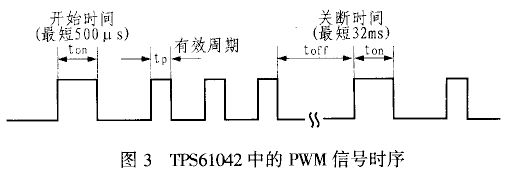 开始时间
(最短500μs)
ton
tp
有效周期
toff
关断时间
(最短32ms)
ton
图 3 TPS61042 中的 PWM 信号时序